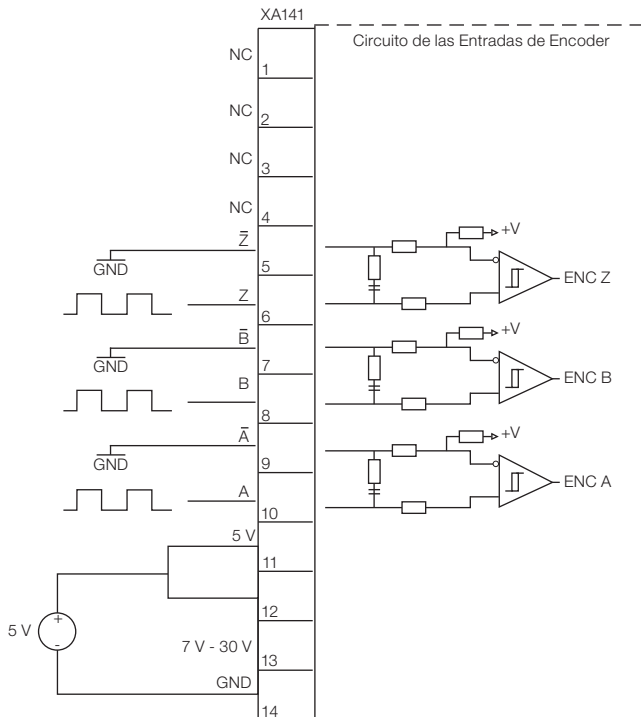 XA141
Circuito de las Entradas de Encoder
NC
1
NC
2
NC
3
NC
4
Z̅
GND
5
+V
ENC Z
Z
6
B̅
GND
7
+V
ENC B
B
8
A̅
GND
9
+V
ENC A
A
10
5 V
11
12
5 V
+
-
7 V - 30 V
13
GND
14